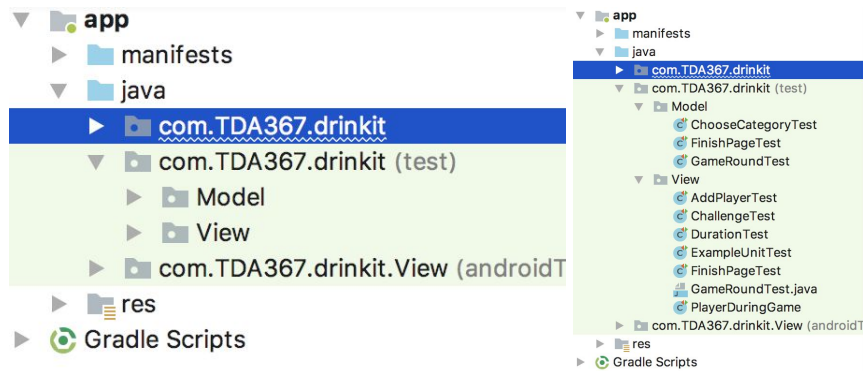 app
manifests
java
com.TDA367.drinkit
com.TDA367.drinkit (test)
Model
View
com.TDA367.drinkit.View (androidT
res
Gradle Scripts
app
manifests
java
com.TDA367.drinkit
com.TDA367.drinkit (test)
Model
ChooseCategoryTest
FinishPageTest
GameRoundTest
View
AddPlayerTest
ChallengeTest
DurationTest
ExampleUnitTest
FinishPageTest
GameRoundTest.java
PlayerDuringGame
com.TDA367.drinkit.View (androidT
res
Gradle Scripts